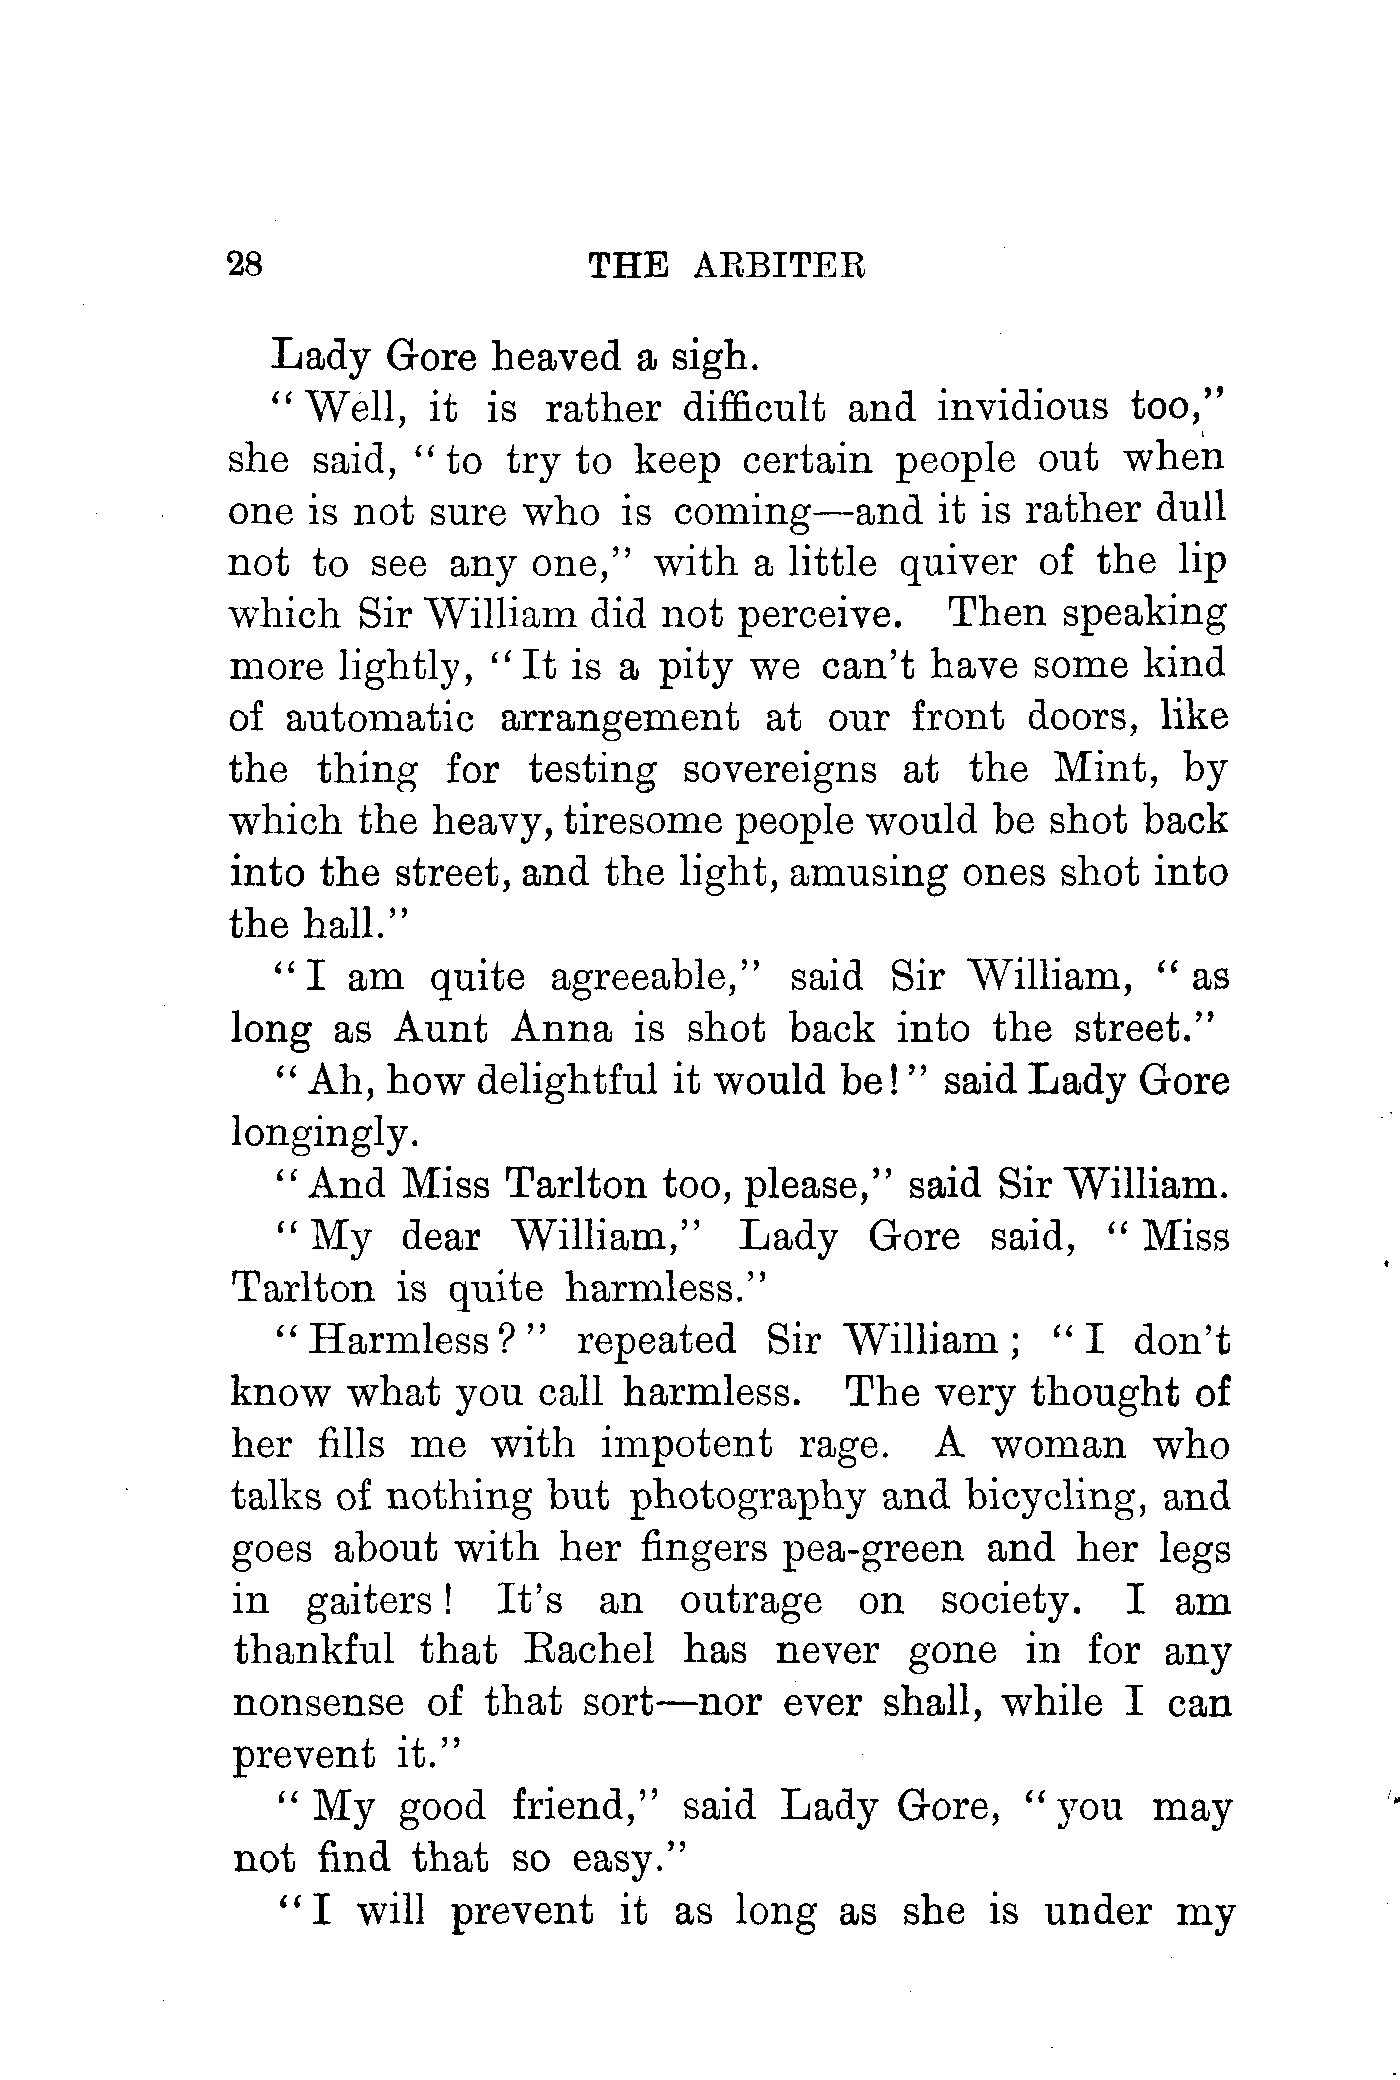 28 THE ARBITER
Lady Gore heaved a sigh.
“Well, it is rather difficult and invidious too,”
she said, “to try to keep certain people out when
one is not sure who is coming—and it is rather dull
not to see any one,” with a little quiver of the lip
which Sir William did not perceive. Then speaking
more lightly, “It is a pity we can’t have some kind
of automatic arrangement at our front doors, like
the thing for testing sovereigns at the Mint, by
which the heavy, tiresome people would be shot back
into the street, and the light, amusing ones shot into
the hall.”
“I am quite agreeable,” said Sir William, “as
long as Aunt Anna is shot back into the street.”
“Ah, how delightful it would be!” said Lady Gore
longingly.
“And Miss Tarlton too, please,” said Sir William.
“My dear William,” Lady Gore said, “Miss
Tarlton is quite harmless.”
“Harmless?” repeated Sir William; “I don’t
know what you call harmless. The very thought of
her fills me with impotent rage. A woman who
talks of nothing but photography and bicycling, and
goes about with her fingers pea-green and her legs
in gaiters! It’s an outrage on society. I am
thankful that Rachel has never gone in for any
nonsense of that sort—nor ever shall, while I can
prevent it.”
“My good friend,” said Lady Gore, “you may
not find that so easy.”
“I will prevent it as long as she is under my